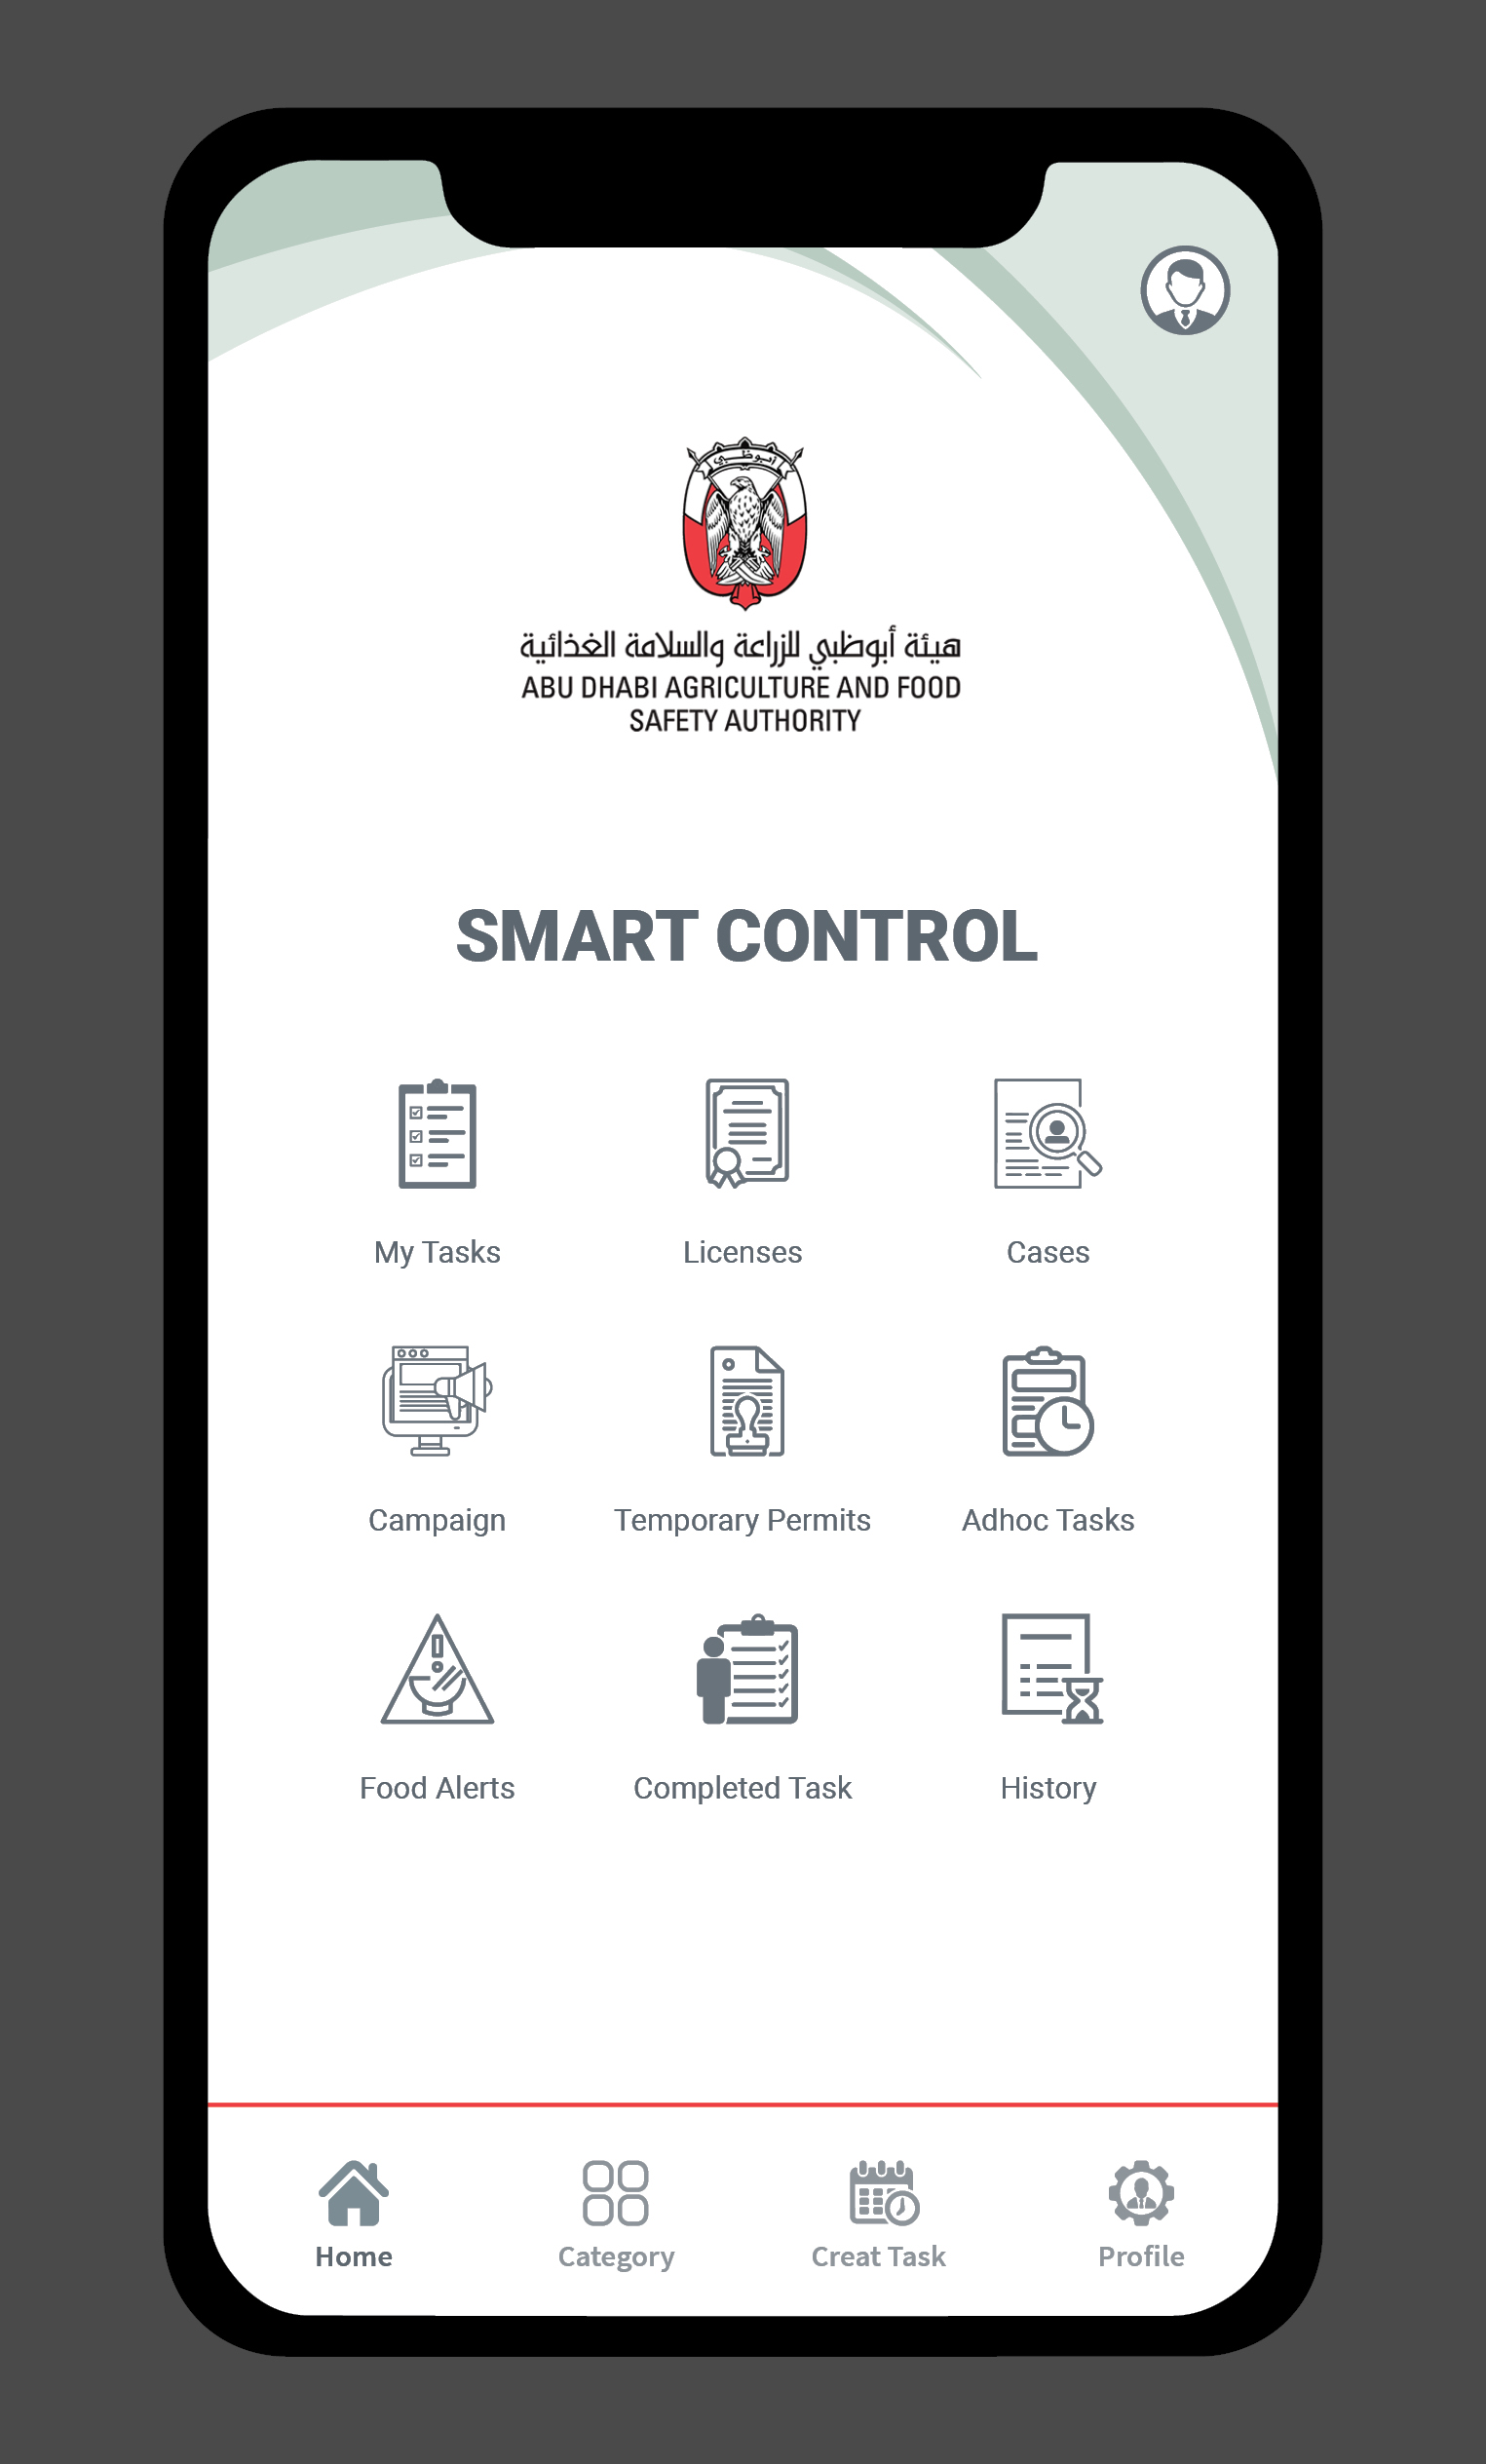 أبوظبي
هيئة أبوظبي للزراعة والسلامة الغذائية
ABU DHABI AGRICULTURE AND FOOD
SAFETY AUTHORITY
SMART CONTROL
My Tasks
Licenses
Cases
Campaign
Temporary Permits
Adhoc Tasks
Food Alerts
Completed Task
History
Home
Category
Creat Task
Profile